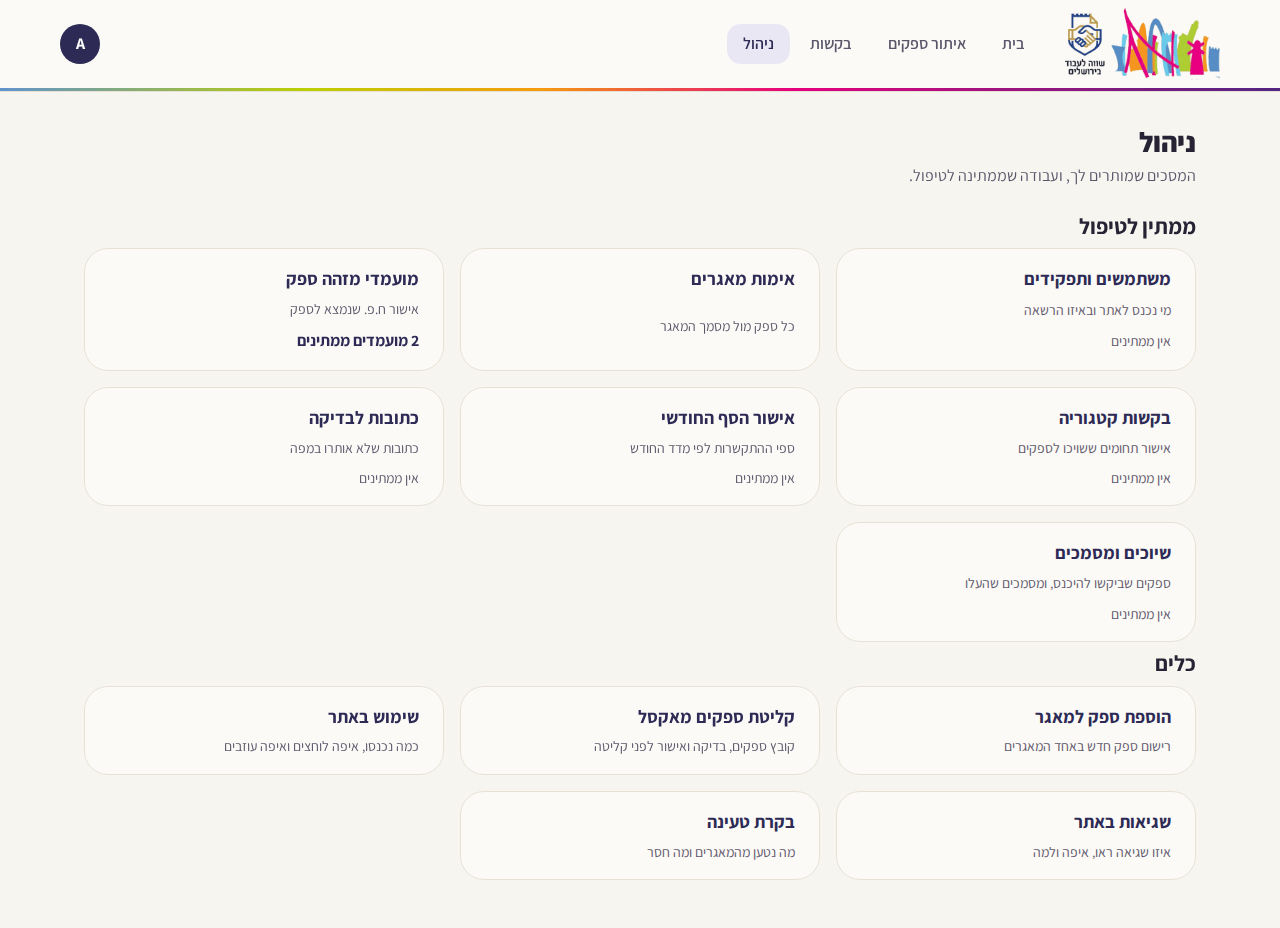 שווה לעבוד
בירושלים
בית
איתור ספקים
בקשות
ניהול
A
ניהול
המסכים שמותרים לך, ועבודה שממתינה לטיפול.
ממתין לטיפול
משתמשים ותפקידים
מי נכנס לאתר ובאיזו הרשאה
אין ממתינים
אימות מאגרים
כל ספק מול מסמך המאגר
מועמדי מזהה ספק
אישור ח.פ. שנמצא לספק
2 מועמדים ממתינים
בקשות קטגוריה
אישור תחומים ששויכו לספקים
אין ממתינים
אישור הסף החודשי
ספי ההתקשרות לפי מדד החודש
אין ממתינים
כתובות לבדיקה
כתובות שלא אותרו במפה
אין ממתינים
שיוכים ומסמכים
ספקים שביקשו להיכנס, ומסמכים שהעלו
אין ממתינים
כלים
הוספת ספק למאגר
רישום ספק חדש באחד המאגרים
קליטת ספקים מאקסל
קובץ ספקים, בדיקה ואישור לפני קליטה
שימוש באתר
כמה נכנסו, איפה לוחצים ואיפה עוזבים
שגיאות באתר
איזו שגיאה ראו, איפה ולמה
בקרת טעינה
מה נטען מהמאגרים ומה חסר